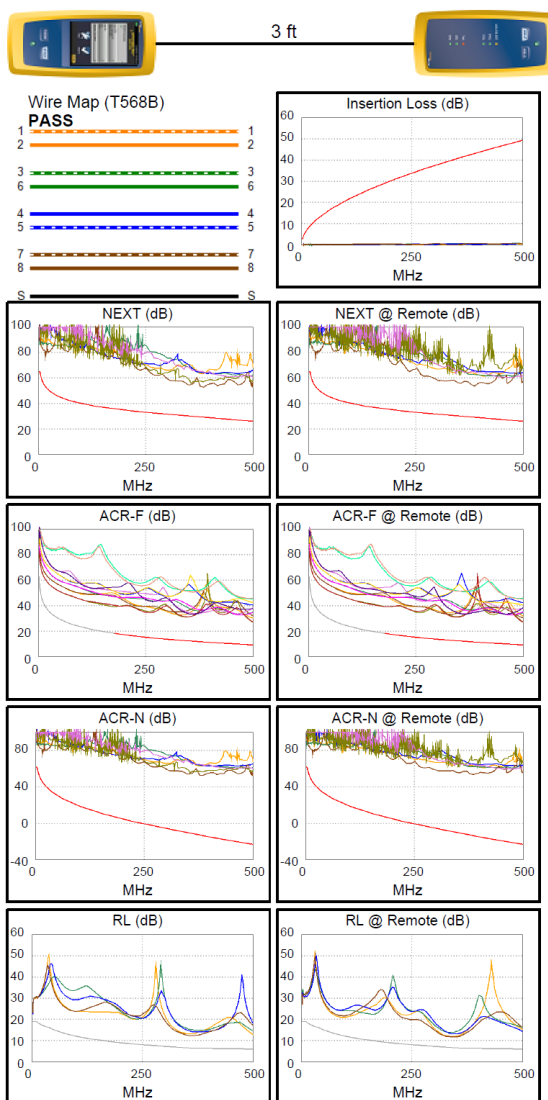 3 ft
Wire Map (T568B)
PASS
1 1
2 2
3 3
6 6
4 4
5 5
7 7
8 8
S S
Insertion Loss (dB)
60
50
40
30
20
10
0
0 250 500
MHz
NEXT (dB)
100
80
60
40
20
0
0 250 500
MHz
NEXT @ Remote (dB)
100
80
60
40
20
0
0 250 500
MHz
ACR-F (dB)
100
80
60
40
20
0
0 250 500
MHz
ACR-F @ Remote (dB)
100
80
60
40
20
0
0 250 500
MHz
ACR-N (dB)
80
40
0
-40
0 250 500
MHz
ACR-N @ Remote (dB)
80
40
0
-40
0 250 500
MHz
RL (dB)
60
50
40
30
20
10
0
0 250 500
MHz
RL @ Remote (dB)
60
50
40
30
20
10
0
0 250 500
MHz